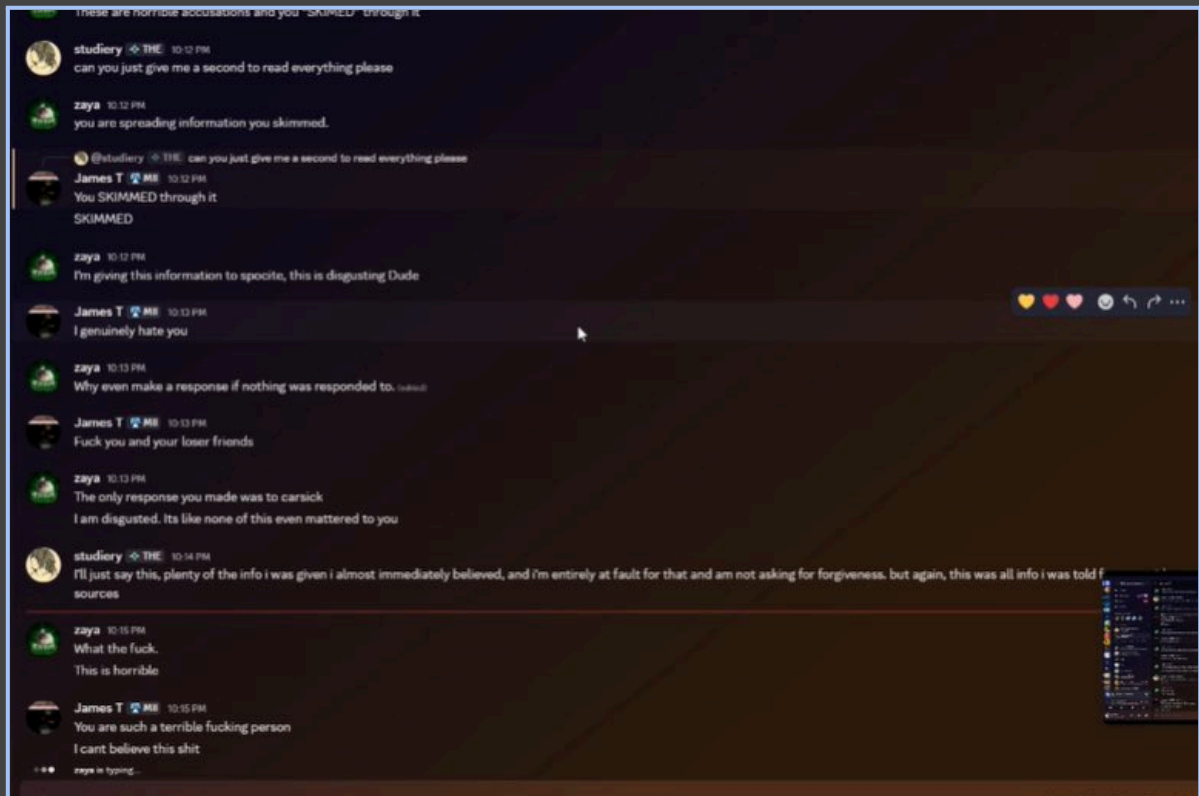 These are horrible accusations and you "SKIMED" through it
studiery THE 10:12 PM
can you just give me a second to read everything please
zaya 10:12 PM
you are spreading information you skimmed.
@studiery THE can you just give me a second to read everything please
James T MII 10:12 PM
You SKIMMED through it
SKIMMED
zaya 10:12 PM
I'm giving this information to spocite, this is disgusting Dude
James T MII 10:13 PM
I genuinely hate you
zaya 10:13 PM
Why even make a response if nothing was responded to. (edited)
James T MII 10:13 PM
Fuck you and your loser friends
zaya 10:13 PM
The only response you made was to carsick
I am disgusted. Its like none of this even mattered to you
studiery THE 10:14 PM
I'll just say this, plenty of the info i was given i almost immediately believed, and i'm entirely at fault for that and am not asking for forgiveness. but again, this was all info i was told
sources
zaya 10:15 PM
What the fuck.
This is horrible
James T MII 10:15 PM
You are such a terrible fucking person
I cant believe this shit
zaya is typing...